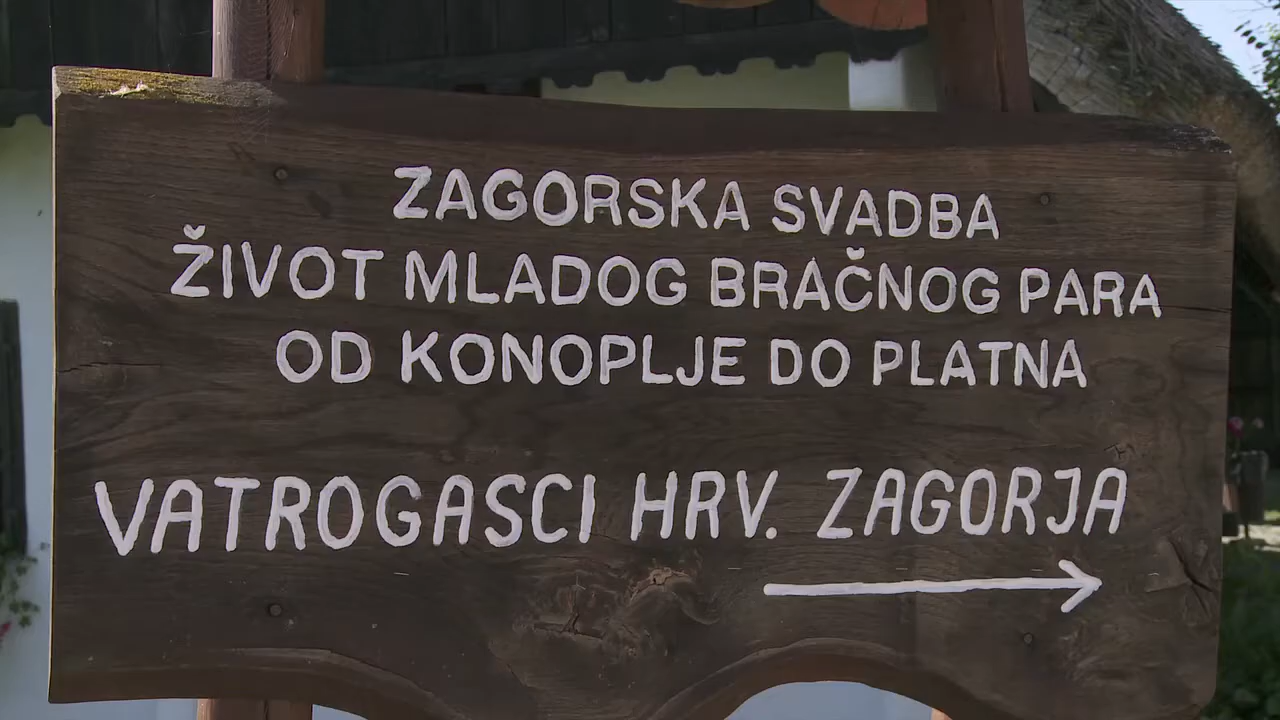 ZAGORSKA SVADBA
ŽIVOT MLADOG BRAČNOG PARA
OD KONOPLJE DO PLATNA
VATROGASCI HRV. ZAGORJA